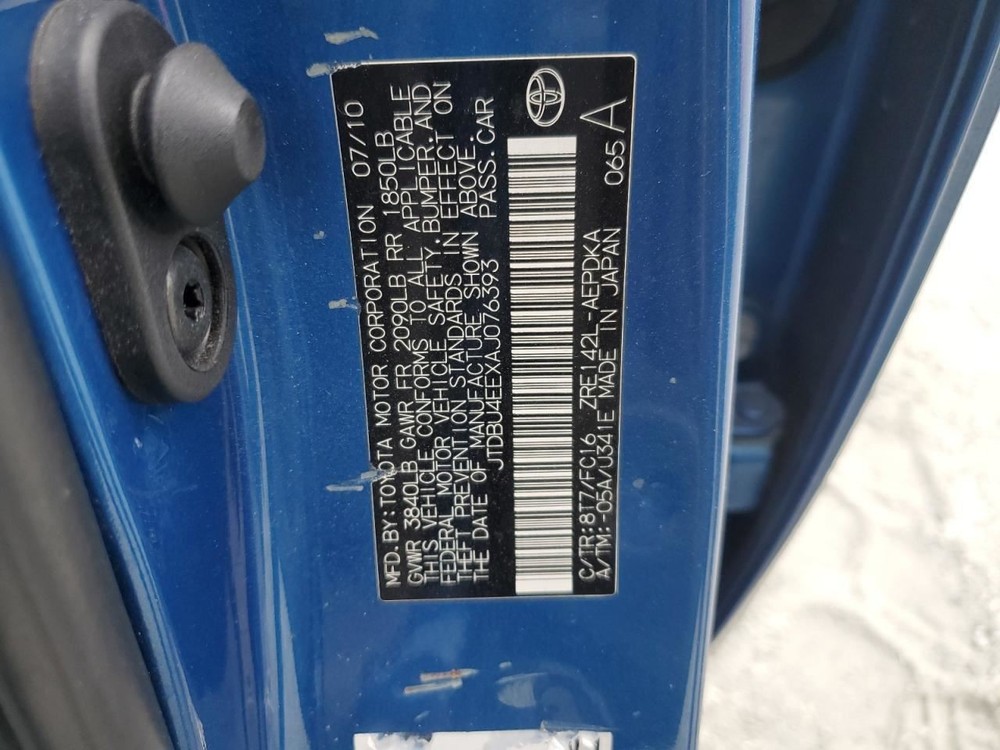 MFD. BY: TOYOTA MOTOR CORPORATION 07/10
GVWR 3840LB GAWR FR 2090LB RR 1850LB
THIS VEHICLE CONFORMS TO ALL APPLICABLE
FEDERAL MOTOR VEHICLE SAFETY, BUMPER, AND
THEFT PREVENTION STANDARDS IN EFFECT ON
THE DATE OF MANUFACTURE SHOWN ABOVE.
JTDBU4EEXAJ076393 PASS. CAR
C/TR: 8T7/FC16 ZRE142L-AEPDKA 065 A
A/TM: -05A/U341E MADE IN JAPAN